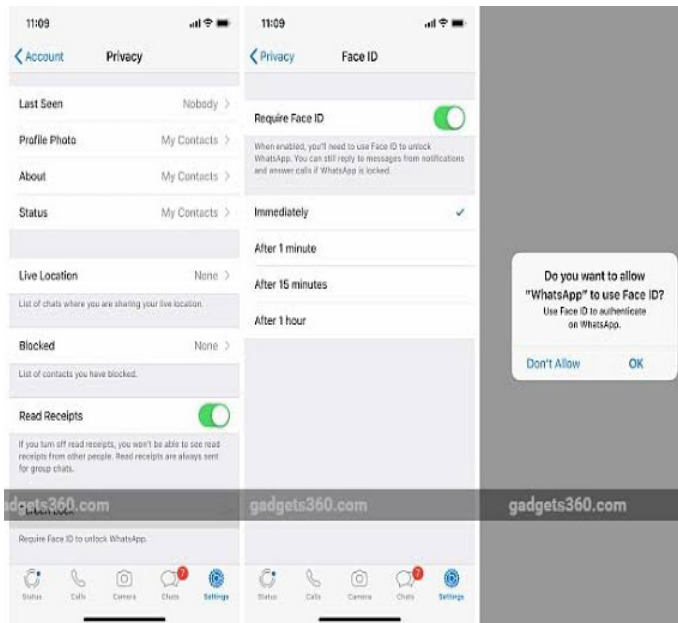 11:09
Account
Privacy
Last Seen
Nobody
Profile Photo
My Contacts
About
My Contacts
Status
My Contacts
Live Location
None
List of chats where you are sharing your live location.
Blocked
None
List of contacts you have blocked.
Read Receipts
If you turn off read receipts, you won't be able to see read
receipts from other people. Read receipts are always sent
for group chats.
Screen Lock
gadgets360.com
Require Face ID to unlock WhatsApp.
Status
Calls
Camera
7
Chats
Settings
11:09
Privacy
Face ID
Require Face ID
When enabled, you'll need to use Face ID to unlock
WhatsApp. You can still reply to messages from notifications
and answer calls if WhatsApp is locked.
Immediately
After 1 minute
After 15 minutes
After 1 hour
gadgets360.com
Status
Calls
Camera
7
Chats
Settings
Do you want to allow
"WhatsApp" to use Face ID?
Use Face ID to authenticate
on WhatsApp.
Don't Allow
OK
gadgets360.com